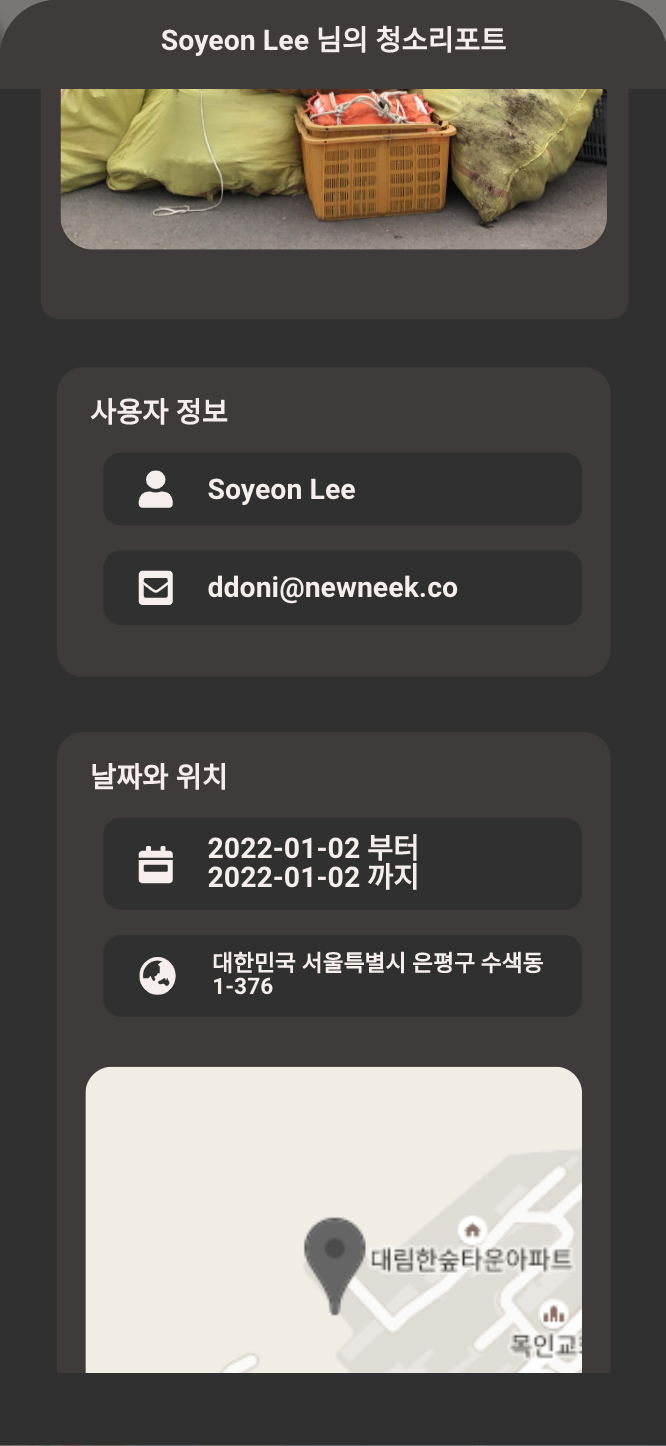 Soyeon Lee 님의 청소리포트
사용자 정보
Soyeon Lee
ddoni@newneek.co
날짜와 위치
2022-01-02 부터
2022-01-02 까지
대한민국 서울특별시 은평구 수색동
1-376
대림한숲타운아파트
목인교